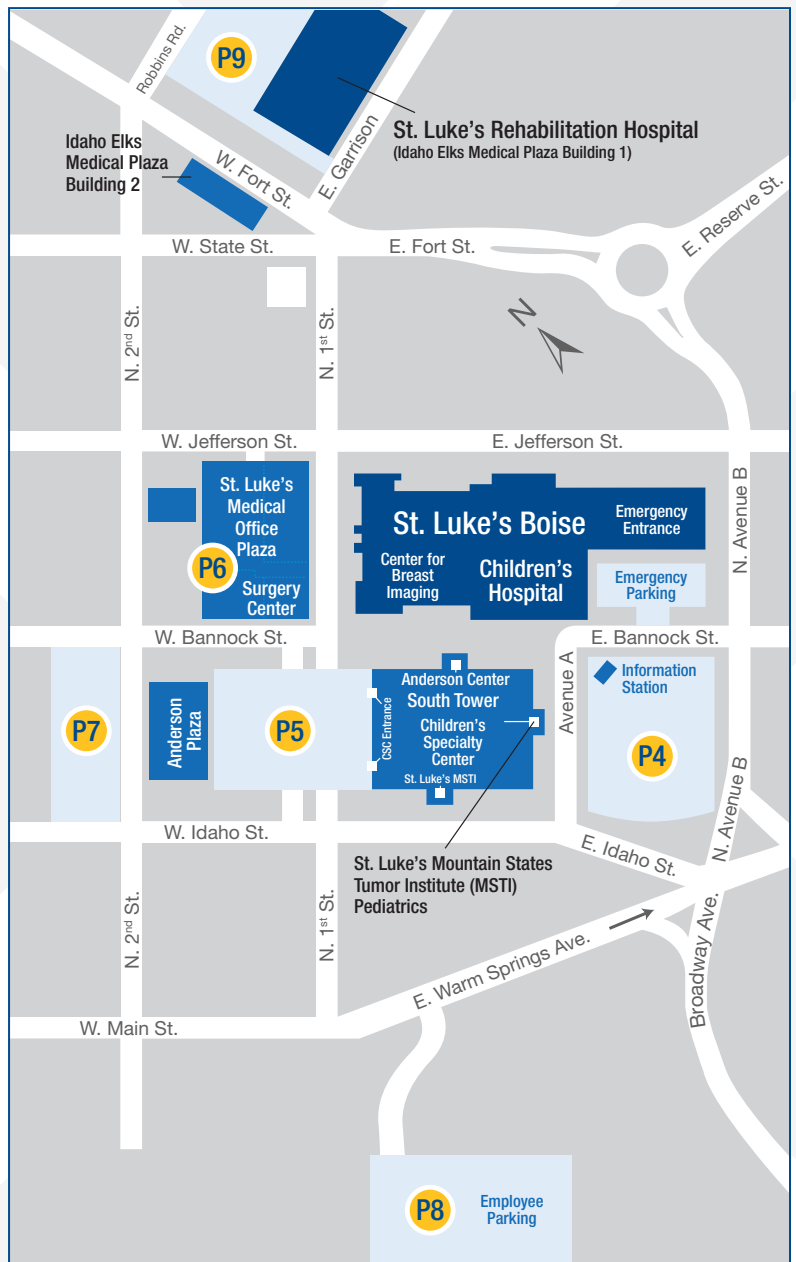 Robbins Rd.
P9
St. Luke's Rehabilitation Hospital
(Idaho Elks Medical Plaza Building 1)
Idaho Elks
Medical Plaza
Building 2
W. Fort St.
E. Garrison
E. Reserve St.
W. State St.
E. Fort St.
N
N. 2nd St.
N. 1st St.
W. Jefferson St.
E. Jefferson St.
St. Luke's
Medical
Office
Plaza
P6
Surgery
Center
St. Luke's Boise
Emergency
Entrance
Center for
Breast
Imaging
Children's
Hospital
Emergency
Parking
N. Avenue B
W. Bannock St.
E. Bannock St.
P7
Anderson
Plaza
P5
CSC Entrance
Anderson Center
South Tower
Children's
Specialty
Center
St. Luke's MSTI
Avenue A
Information
Station
P4
N. Avenue B
W. Idaho St.
E. Idaho St.
St. Luke's Mountain States
Tumor Institute (MSTI)
Pediatrics
N. 2nd St.
N. 1st St.
E. Warm Springs Ave.
Broadway Ave.
W. Main St.
P8
Employee
Parking